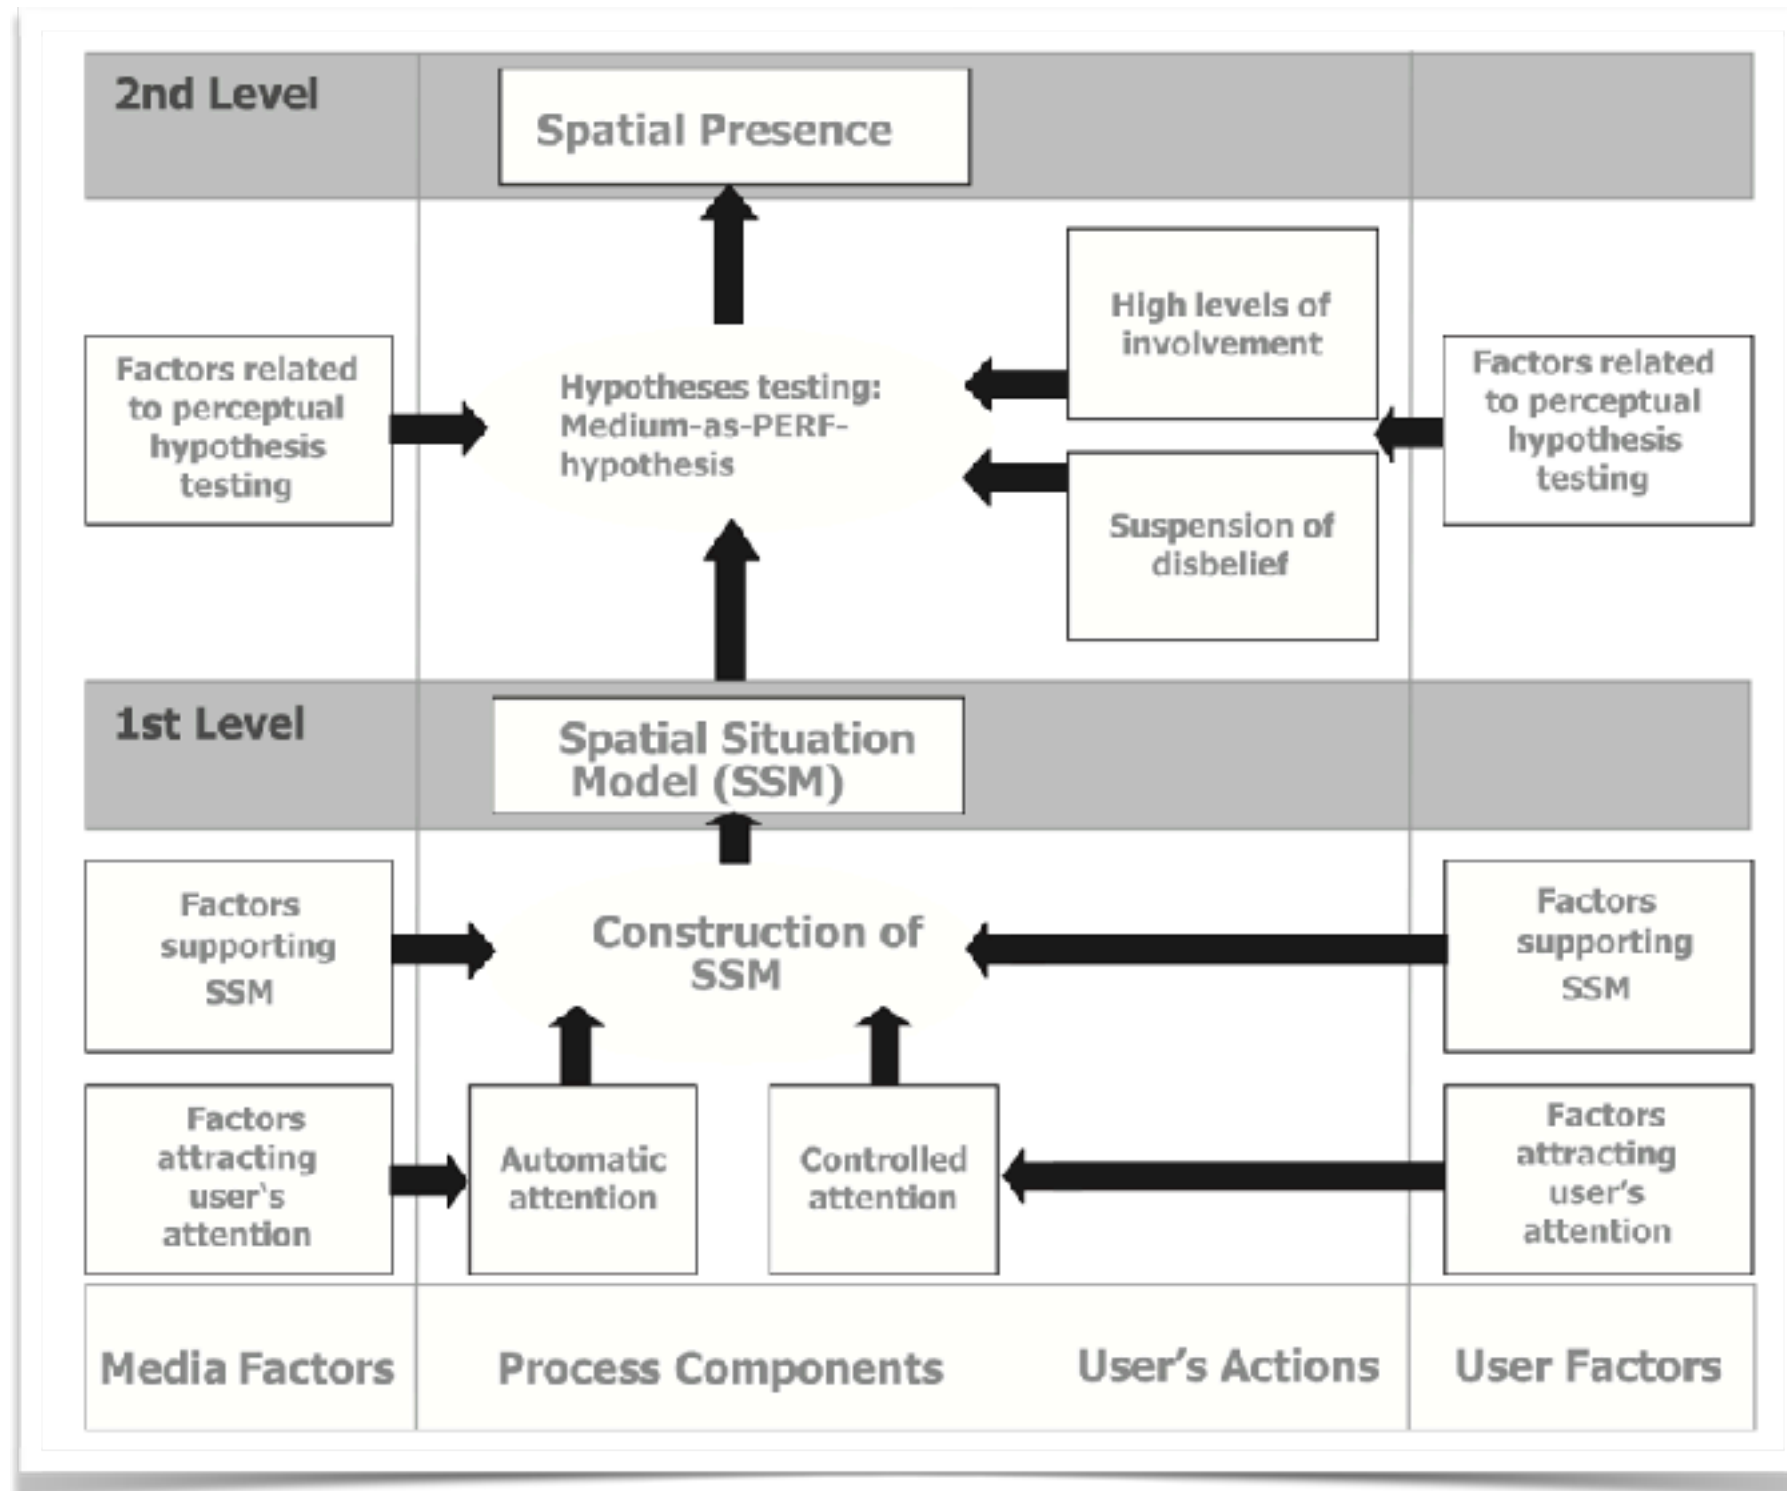 2nd Level
Spatial Presence
High levels of
involvement
Factors related
to perceptual
hypothesis
testing
Hypotheses testing:
Medium-as-PERF-
hypothesis
Factors related
to perceptual
hypothesis
testing
Suspension of
disbelief
1st Level
Spatial Situation
Model (SSM)
Factors
supporting
SSM
Construction of
SSM
Factors
supporting
SSM
Factors
attracting
user‛s
attention
Automatic
attention
Controlled
attention
Factors
attracting
user’s
attention
Media Factors
Process Components
User’s Actions
User Factors